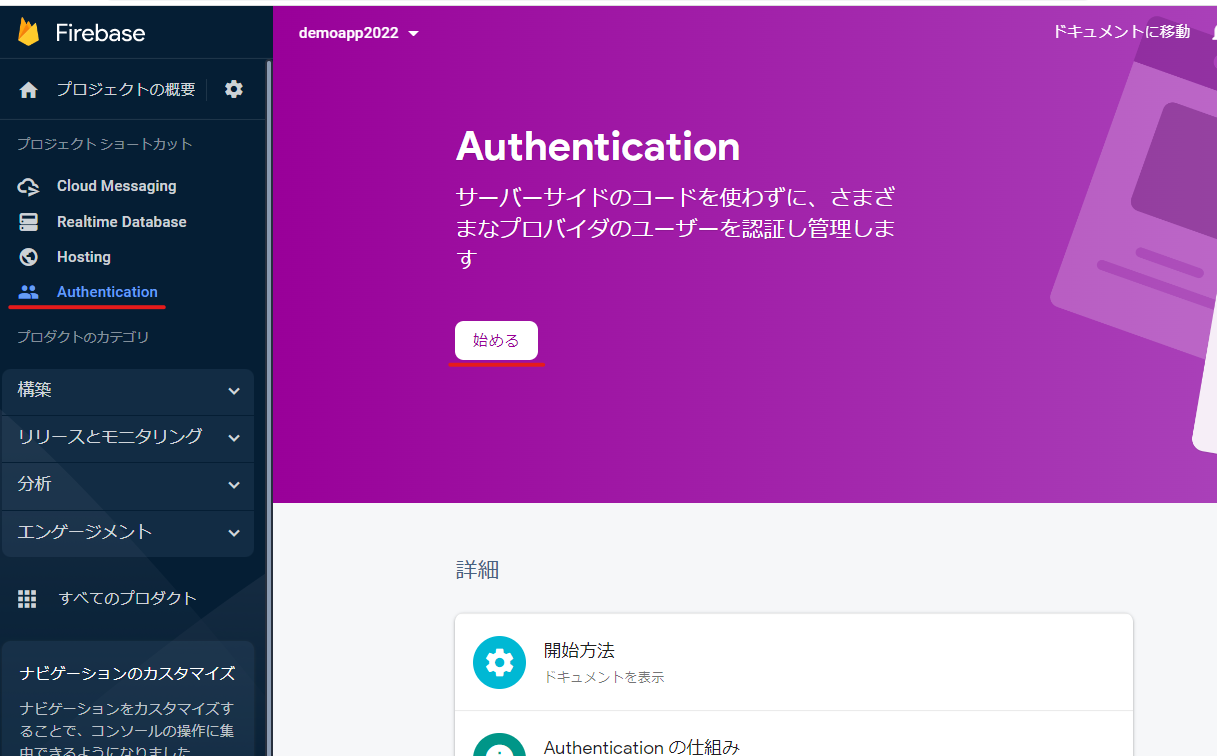 Firebase
プロジェクトの概要
プロジェクト ショートカット
Cloud Messaging
Realtime Database
Hosting
Authentication
プロダクトのカテゴリ
構築
リリースとモニタリング
分析
エンゲージメント
すべてのプロダクト
ナビゲーションのカスタマイズ
ナビゲーションをカスタマイズす
ることで、コンソールの操作に集
中できるようになりました
demoapp2022
ドキュメントに移動
Authentication
サーバーサイドのコードを使わずに、さまざ
まなプロバイダのユーザーを認証し管理しま
す
始める
詳細
開始方法
ドキュメントを表示
Authentication の仕組み